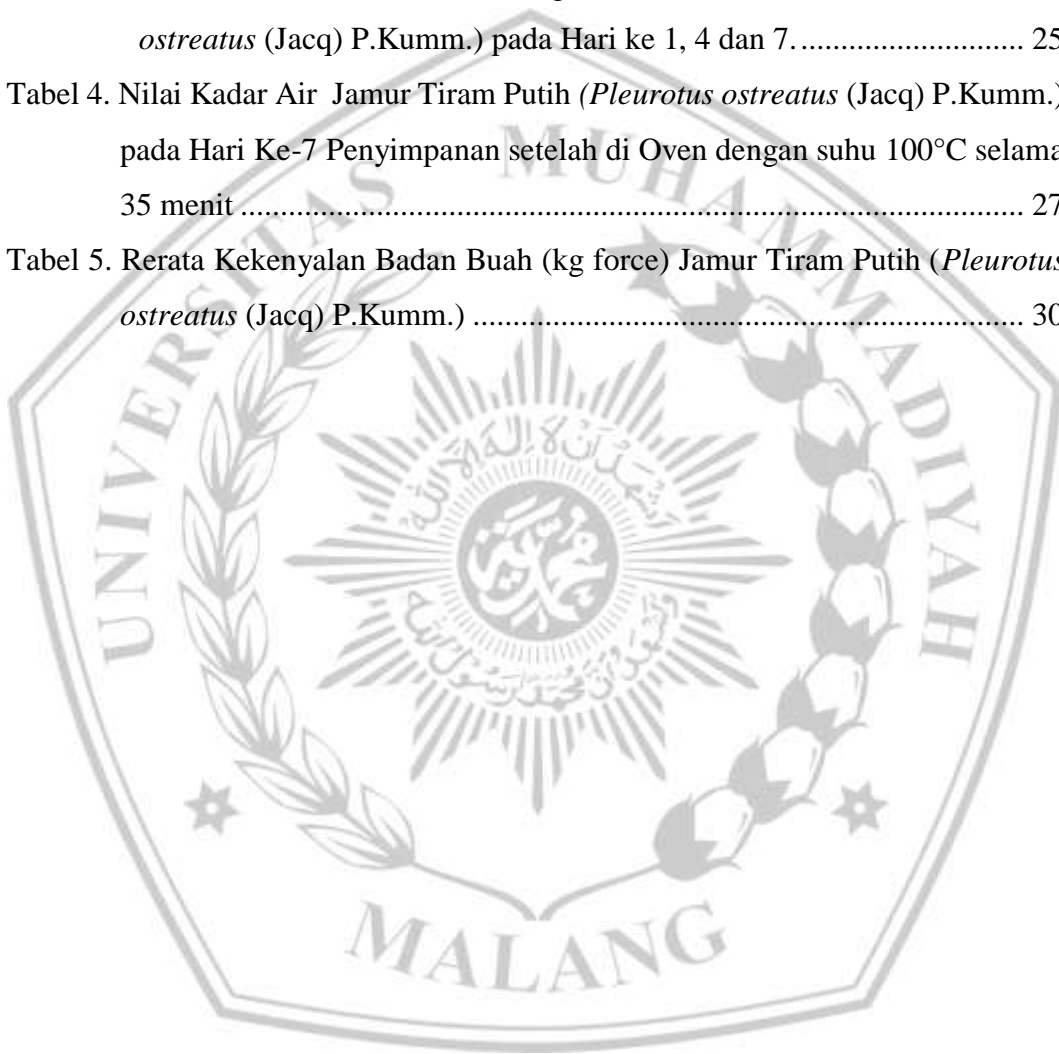 ostreatus (Jacq) P.Kumm.) pada Hari ke 1, 4 dan 7. ............................ 25
Tabel 4. Nilai Kadar Air Jamur Tiram Putih (Pleurotus ostreatus (Jacq) P.Kumm.)
pada Hari Ke-7 Penyimpanan setelah di Oven dengan suhu 100°C selama
35 menit .................................................................................................... 27
Tabel 5. Rerata Kekenyalan Badan Buah (kg force) Jamur Tiram Putih (Pleurotus
ostreatus (Jacq) P.Kumm.) ...................................................................... 30
UNIVERSITAS MUHAMMADIYAH
MALANG